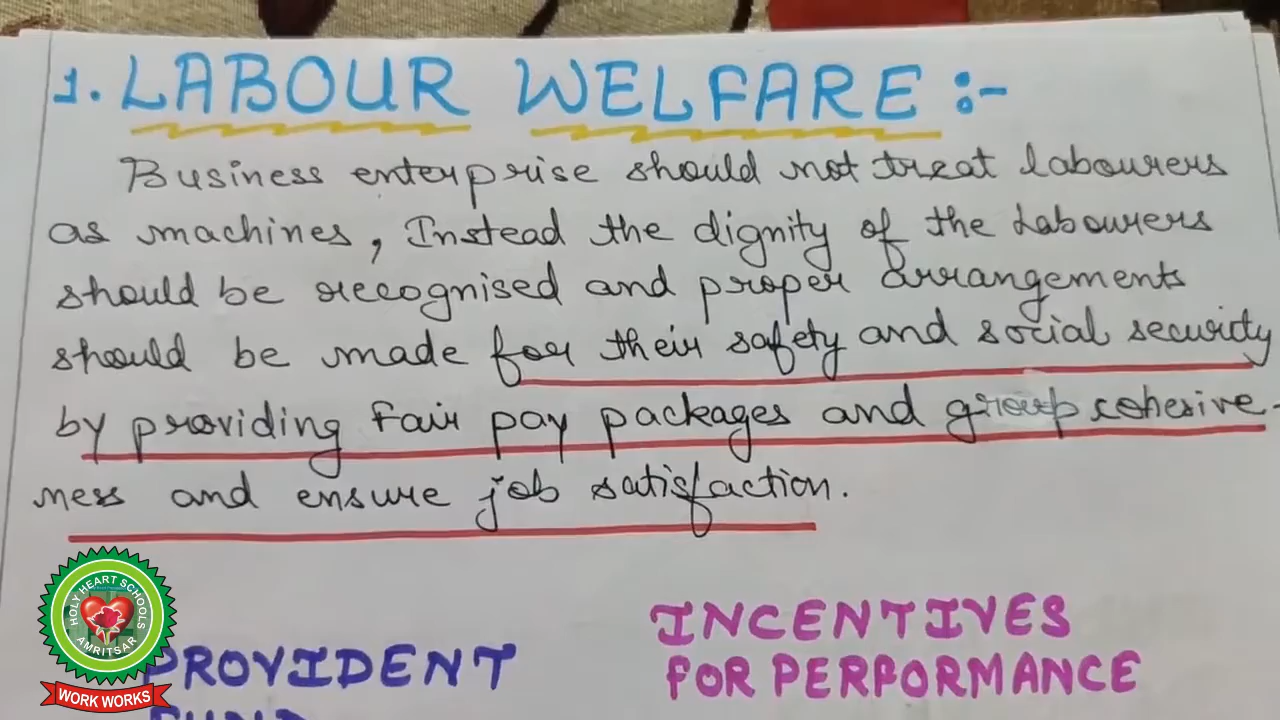 1. LABOUR WELFARE :-
Business enterprise should not treat labourers
as machines, Instead the dignity of the Labourers
should be recognised and proper arrangements
should be made for their safety and social security
by providing fair pay packages and group cohesive-
ness and ensure job satisfaction.
INCENTIVES
FOR PERFORMANCE
PROVIDENT
FUND
HOLY HEART SCHOOLS
AMRITSAR
WORK WORKS